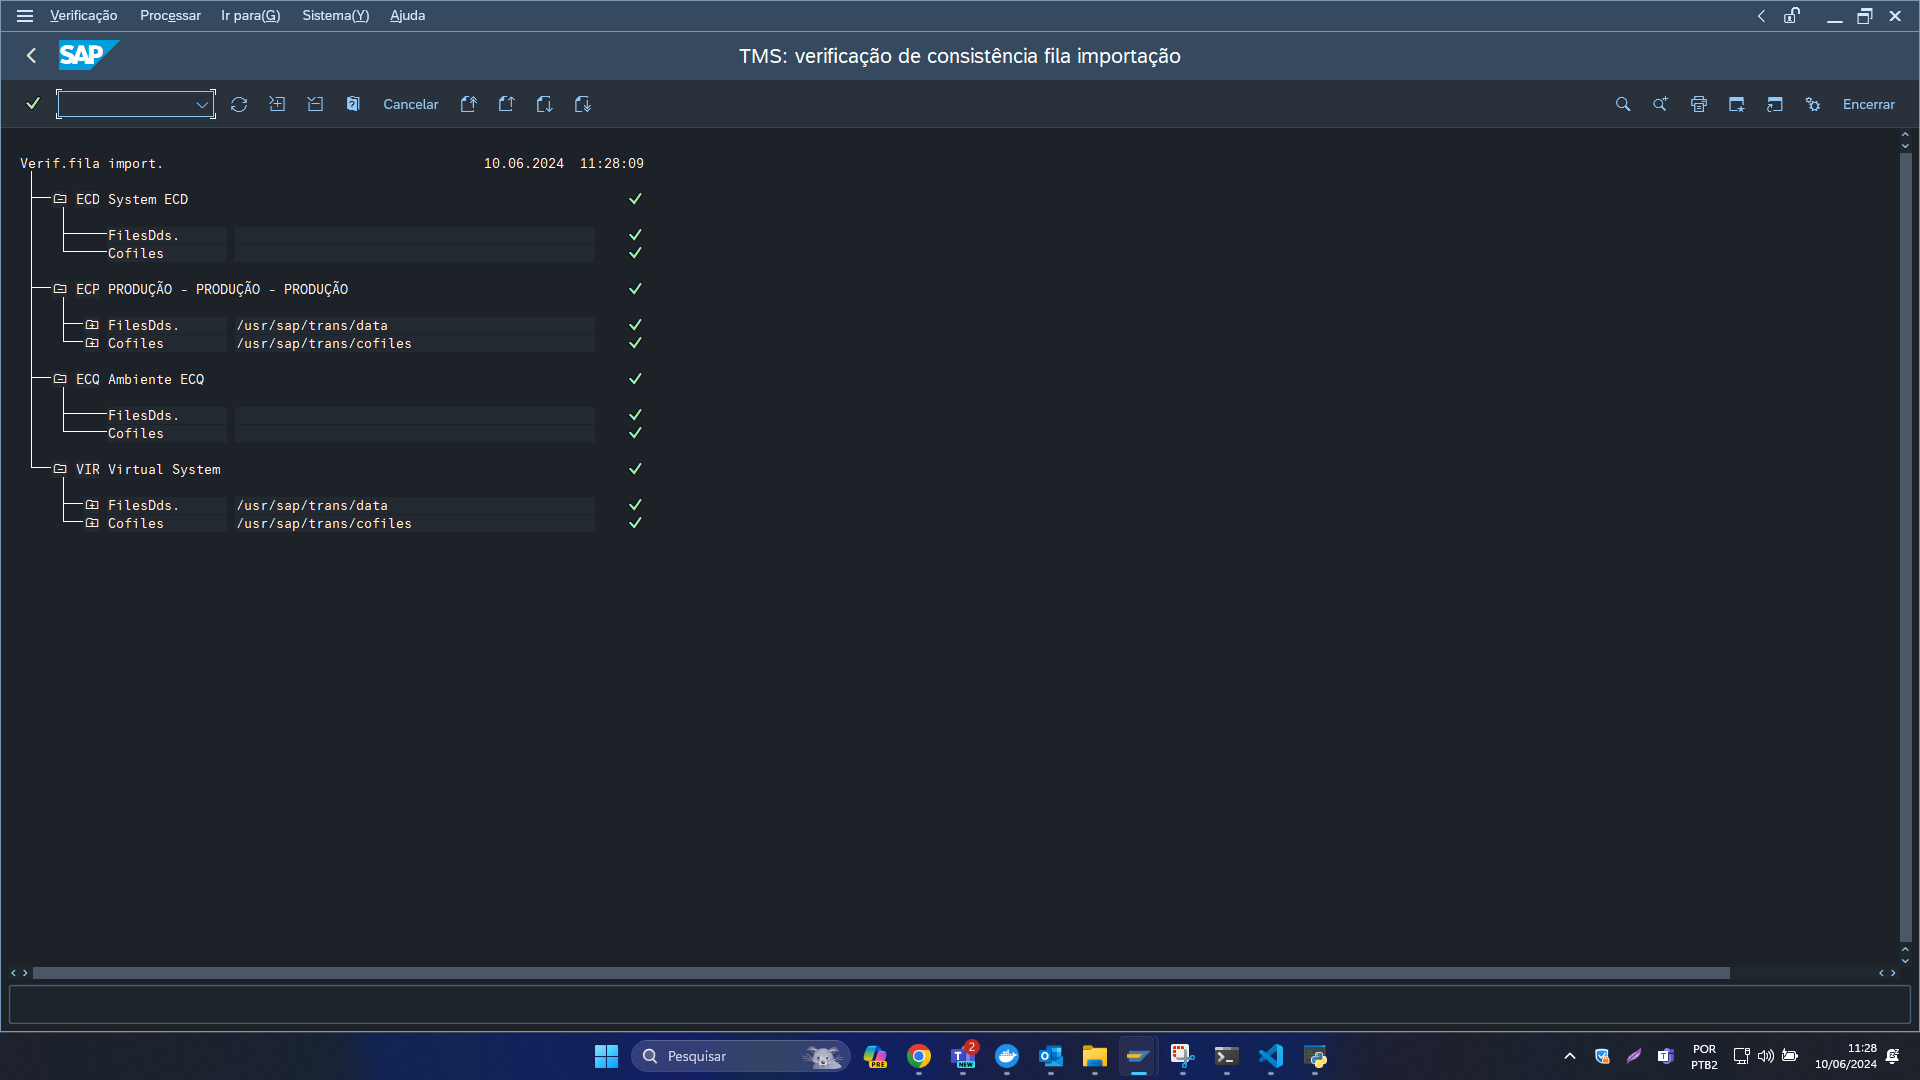 Verificação Processar Ir para(G) Sistema(Y) Ajuda
SAP TMS: verificação de consistência fila importação
Cancelar Encerrar
Verif.fila import. 10.06.2024 11:28:09
ECD System ECD
FilesDds.
Cofiles
ECP PRODUÇÃO - PRODUÇÃO - PRODUÇÃO
FilesDds. /usr/sap/trans/data
Cofiles /usr/sap/trans/cofiles
ECQ Ambiente ECQ
FilesDds.
Cofiles
VIR Virtual System
FilesDds. /usr/sap/trans/data
Cofiles /usr/sap/trans/cofiles
Pesquisar
PRE
T
2
NEW
POR
PTB2
11:28
10/06/2024